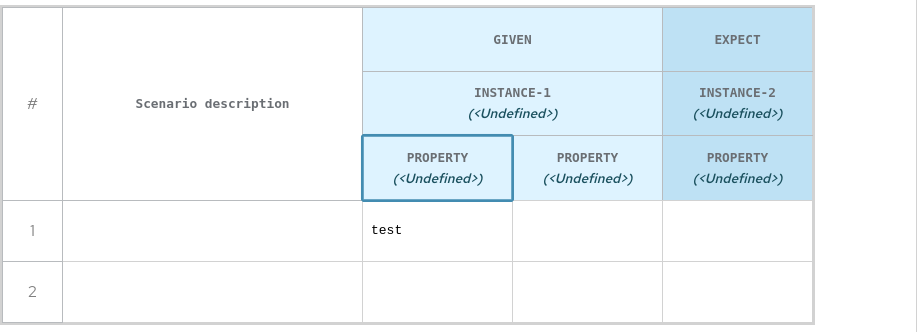 #
Scenario description
GIVEN
EXPECT
INSTANCE-1
(<Undefined>)
INSTANCE-2
(<Undefined>)
PROPERTY
(<Undefined>)
PROPERTY
(<Undefined>)
PROPERTY
(<Undefined>)
1
test
2